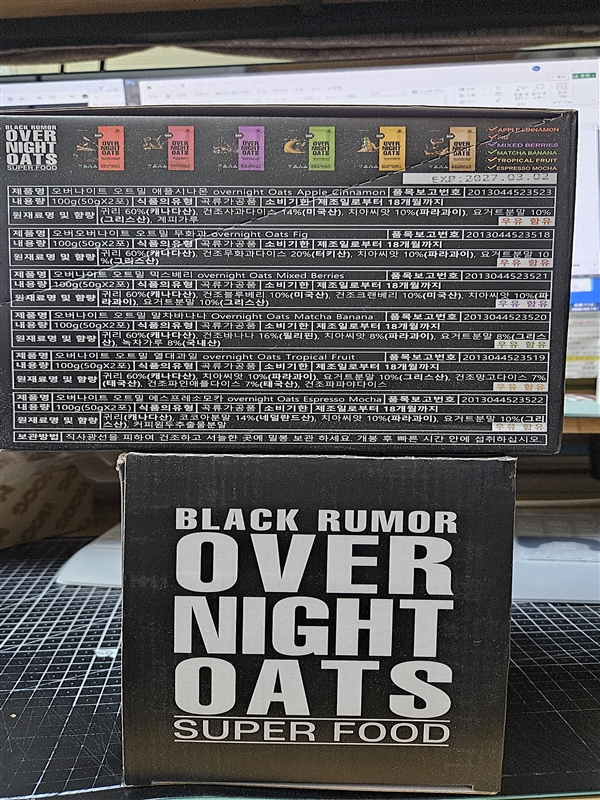 BLACK RUMOR
OVER
NIGHT
OATS
SUPER FOOD
OVER NIGHT OATS
OVER NIGHT OATS
OVER NIGHT OATS
OVER NIGHT OATS
OVER NIGHT OATS
OVER NIGHT OATS
APPLE CINNAMON
FIG
MIXED BERRIES
MATCHA BANANA
TROPICAL FRUIT
ESPRESSO MOCHA
EXP:2027.03.02
제품명 오버나이트 오트밀 애플시나몬 overnight Oats Apple Cinnamon 품목보고번호 2013044523523
내용량 100g(50gX2포) 식품의유형 곡류가공품 소비기한 제조일로부터 18개월까지
원재료명 및 함량 귀리 60%(캐나다산), 건조사과다이스 14%(미국산), 치아씨앗 10%(파라과이), 요거트분말 10%
(그리스산), 계피가루 우유 함유
제품명 오버오버나이트 오트밀 무화과 overnight Oats Fig 품목보고번호 2013044523518
내용량 100g(50gX2포) 식품의유형 곡류가공품 소비기한 제조일로부터 18개월까지
원재료명 및 함량 귀리 60%(캐나다산), 건조무화과다이스 20%(터키산), 치아씨앗 10%(파라과이), 요거트분말 10
%(그리스산) 우유 함유
제품명 오버나이트 오트밀 믹스베리 overnight Oats Mixed Berries 품목보고번호 2013044523521
내용량 100g(50gX2포) 식품의유형 곡류가공품 소비기한 제조일로부터 18개월까지
원재료명 및 함량 귀리 60%(캐나다산), 건조블루베리 10%(미국산), 건조크랜베리 10%(미국산), 치아씨앗 10%(파
라과이), 요거트분말 10%(그리스산) 우유 함유
제품명 오버나이트 오트밀 말차바나나 Overnight Oats Matcha Banana 품목보고번호 2013044523520
내용량 100g(50gX2포) 식품의유형 곡류가공품 소비기한 제조일로부터 18개월까지
원재료명 및 함량 귀리 60%(캐나다산), 건조바나나 16%(필리핀), 치아씨앗 8%(파라과이), 요거트분말 8%(그리스
산), 녹차가루 8%(국내산) 우유 함유
제품명 오버나이트 오트밀 열대과일 overnight Oats Tropical Fruit 품목보고번호 2013044523519
내용량 100g(50gX2포) 식품의유형 곡류가공품 소비기한 제조일로부터 18개월까지
원재료명 및 함량 귀리 60%(캐나다산), 치아씨앗 10%(파라과이), 요거트분말 10%(그리스산), 건조망고다이스 7%
(태국산), 건조파인애플다이스 7%(태국산), 건조파파야다이스 우유 함유
제품명 오버나이트 오트밀 에스프레소모카 overnight Oats Espresso Mocha 품목보고번호 2013044523522
내용량 100g(50gX2포) 식품의유형 곡류가공품 소비기한 제조일로부터 18개월까지
원재료명 및 함량 귀리(캐나다산), 코코아분말 14%(네덜란드산), 치아씨앗 10%(파라과이), 요거트분말 10%(그리
스산), 커피원두추출물분말 우유 함유
보관방법 직사광선을 피하여 건조하고 서늘한 곳에 밀봉 보관 하세요. 개봉 후 빠른 시간 안에 섭취하십시오.
BLACK RUMOR
OVER
NIGHT
OATS
SUPER FOOD